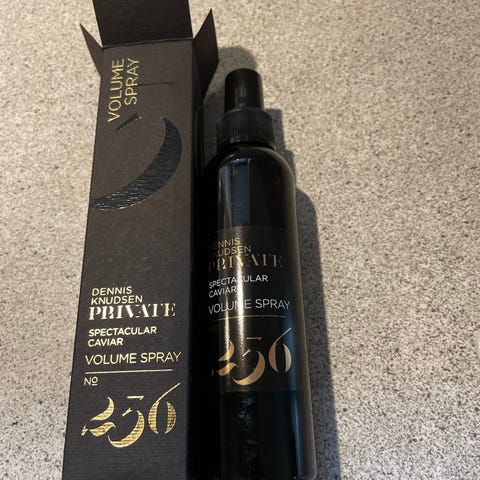 VOLUME
SPRAY
DENNIS
KNUDSEN
PRIVATE
SPECTACULAR
CAVIAR
VOLUME SPRAY
Nº
236
DENNIS
KNUDSEN
PRIVATE
SPECTACULAR
CAVIAR
VOLUME SPRAY
Nº
236